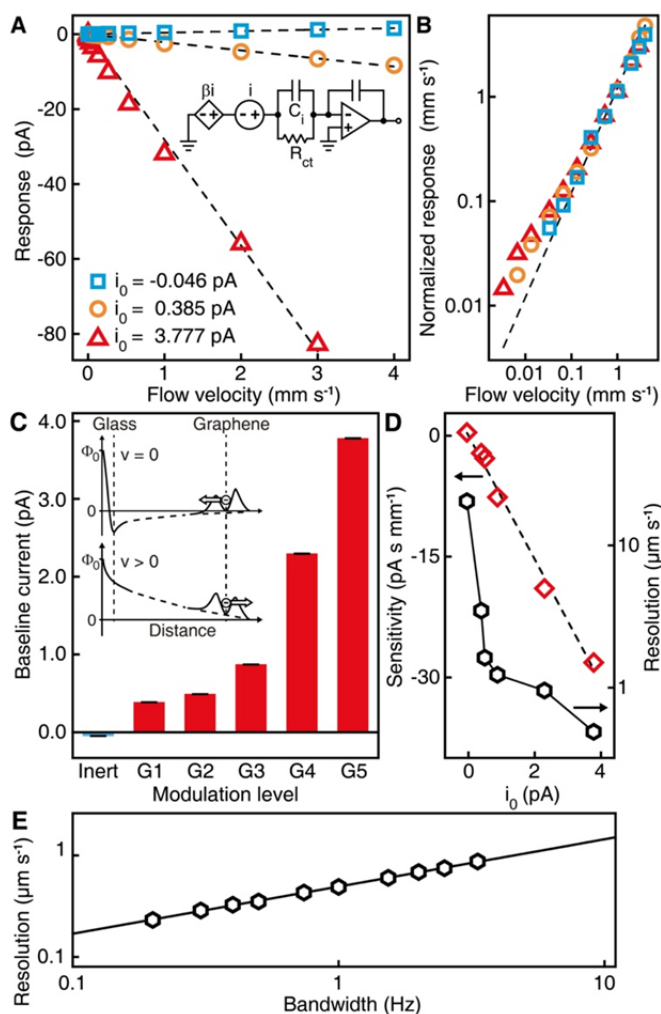 A
0
-20
-40
-60
-80
Response (pA)
βi
i
C_i
R_ct
i₀ = -0.046 pA
i₀ = 0.385 pA
i₀ = 3.777 pA
0 1 2 3 4
Flow velocity (mm s⁻¹)
B
1
0.1
0.01
Normalized response (mm s⁻¹)
0.01 0.1 1
Flow velocity (mm s⁻¹)
C
4.0
3.0
2.0
1.0
0.0
Baseline current (pA)
Glass Graphene
Φ₀ v = 0
0
Φ₀ v > 0
0
Distance
Inert G1 G2 G3 G4 G5
Modulation level
D
0
-15
-30
Sensitivity (pA s mm⁻¹)
10
1
Resolution (μm s⁻¹)
0 2 4
i₀ (pA)
E
1
0.1
Resolution (μm s⁻¹)
0.1 1 10
Bandwidth (Hz)